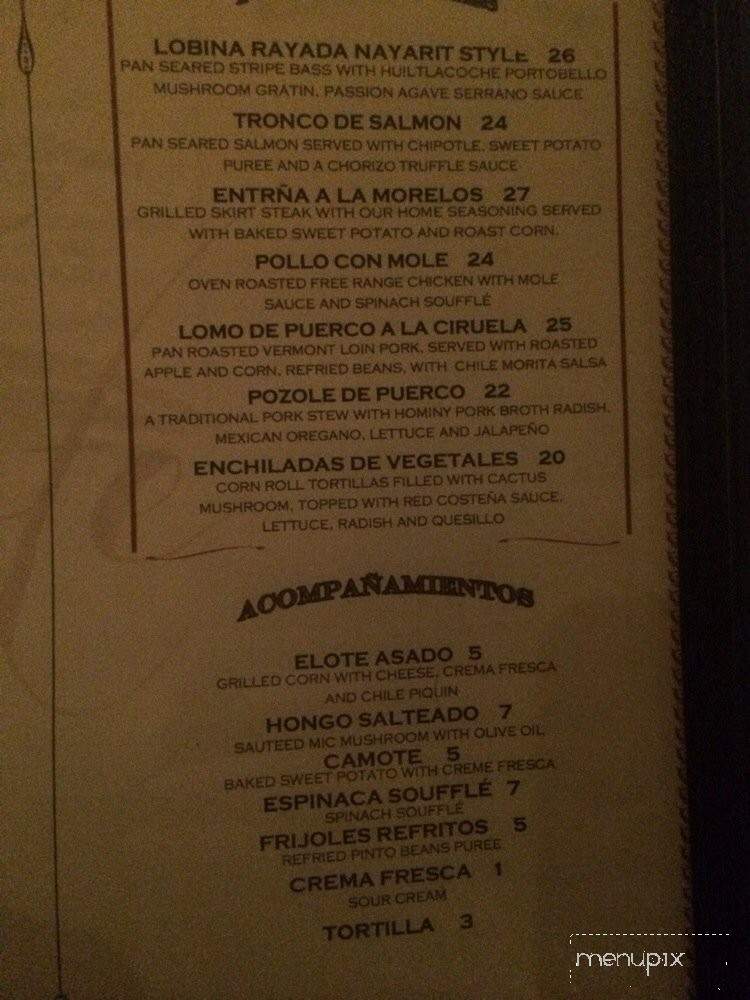 LOBINA RAYADA NAYARIT STYLE 26
PAN SEARED STRIPE BASS WITH HUILTLACOCHE PORTOBELLO
MUSHROOM GRATIN, PASSION AGAVE SERRANO SAUCE
TRONCO DE SALMON 24
PAN SEARED SALMON SERVED WITH CHIPOTLE, SWEET POTATO
PUREE AND A CHORIZO TRUFFLE SAUCE
ENTRÑA A LA MORELOS 27
GRILLED SKIRT STEAK WITH OUR HOME SEASONING SERVED
WITH BAKED SWEET POTATO AND ROAST CORN.
POLLO CON MOLE 24
OVEN ROASTED FREE RANGE CHICKEN WITH MOLE
SAUCE AND SPINACH SOUFFLÉ
LOMO DE PUERCO A LA CIRUELA 25
PAN ROASTED VERMONT LOIN PORK, SERVED WITH ROASTED
APPLE AND CORN, REFRIED BEANS, WITH CHILE MORITA SALSA
POZOLE DE PUERCO 22
A TRADITIONAL PORK STEW WITH HOMINY PORK BROTH RADISH,
MEXICAN OREGANO, LETTUCE AND JALAPEÑO
ENCHILADAS DE VEGETALES 20
CORN ROLL TORTILLAS FILLED WITH CACTUS
MUSHROOM, TOPPED WITH RED COSTEÑA SAUCE,
LETTUCE, RADISH AND QUESILLO
ACOMPAÑAMIENTOS
ELOTE ASADO 5
GRILLED CORN WITH CHEESE, CREMA FRESCA
AND CHILE PIQUIN
HONGO SALTEADO 7
SAUTEED MIC MUSHROOM WITH OLIVE OIL
CAMOTE 5
BAKED SWEET POTATO WITH CREME FRESCA
ESPINACA SOUFFLÉ 7
SPINACH SOUFFLÉ
FRIJOLES REFRITOS 5
REFRIED PINTO BEANS PUREE
CREMA FRESCA 1
SOUR CREAM
TORTILLA 3
menupix